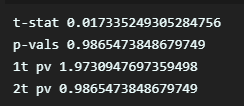 t-stat 0.017335249305284756
p-vals 0.9865473848679749
1t pv 1.9730947697359498
2t pv 0.9865473848679749